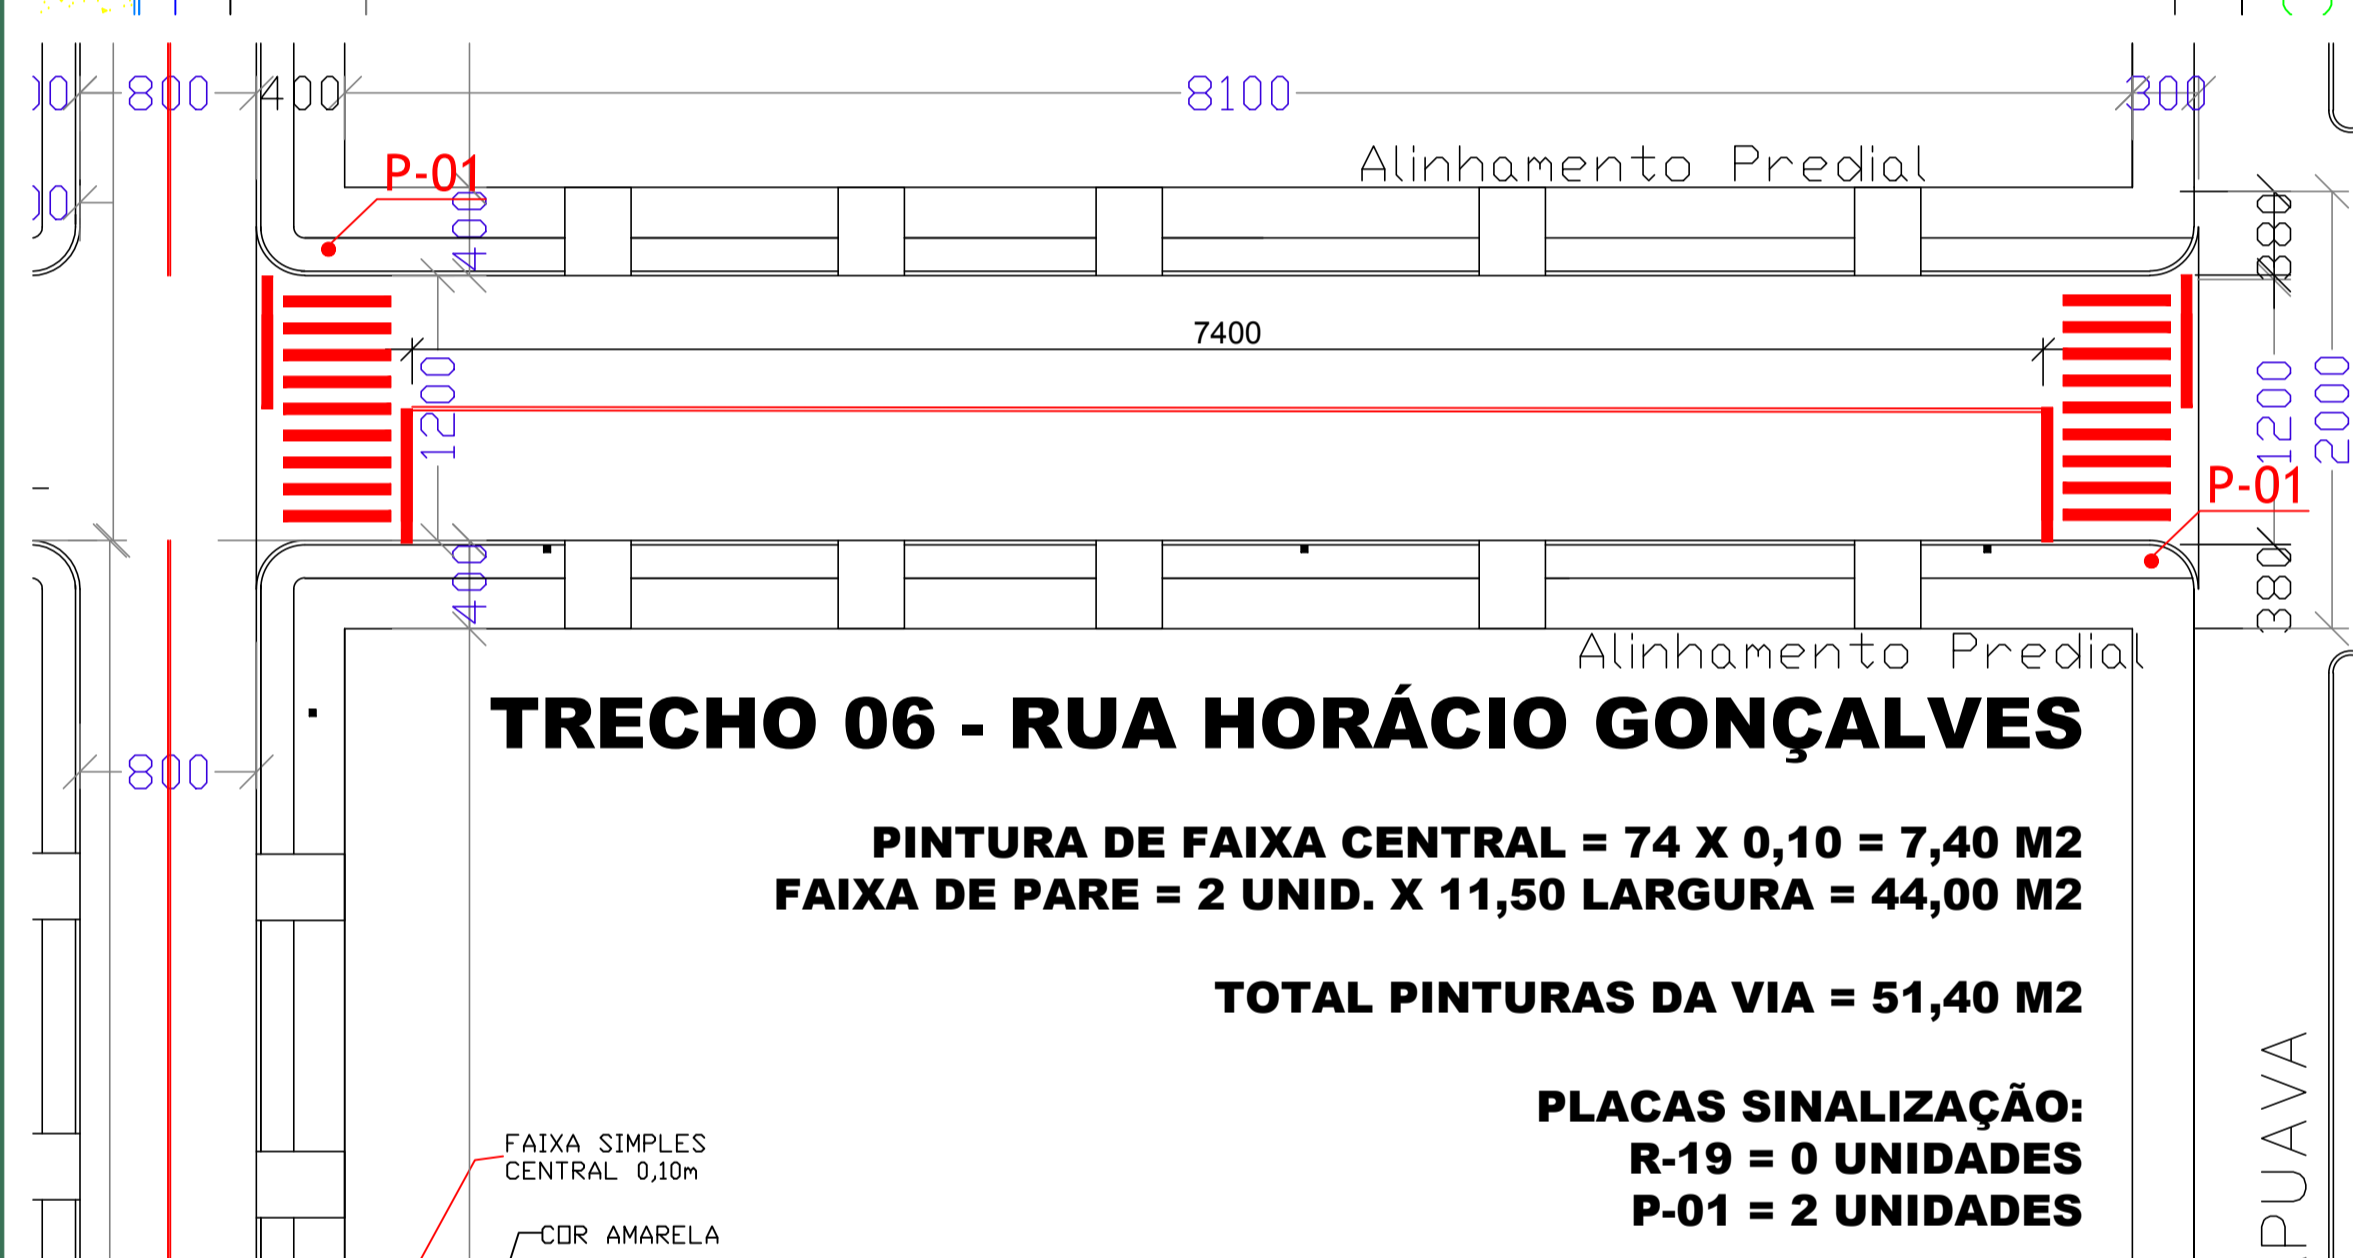 800
400
8100
300
P-01
Alinhamento Predial
400
380
7400
1200
1200
2000
P-01
400
380
Alinhamento Predial
TRECHO 06 - RUA HORÁCIO GONÇALVES
800
PINTURA DE FAIXA CENTRAL = 74 X 0,10 = 7,40 M2
FAIXA DE PARE = 2 UNID. X 11,50 LARGURA = 44,00 M2
TOTAL PINTURAS DA VIA = 51,40 M2
PLACAS SINALIZAÇÃO:
R-19 = 0 UNIDADES
P-01 = 2 UNIDADES
FAIXA SIMPLES
CENTRAL 0,10m
COR AMARELA
PUAVA